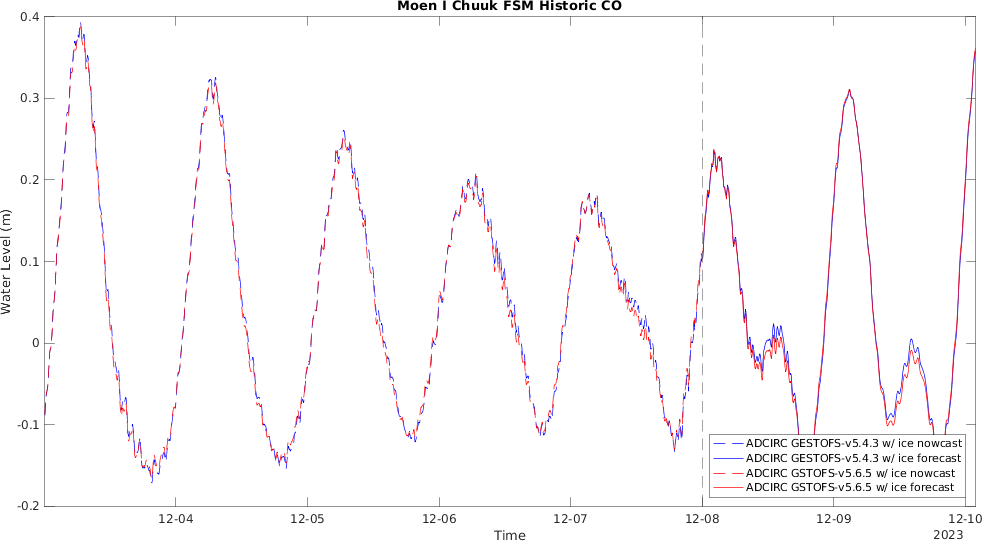 Moen I Chuuk FSM Historic CO
0.4
0.3
0.2
0.1
0
-0.1
-0.2
Water Level (m)
ADCIRC GESTOFS-v5.4.3 w/ ice nowcast
ADCIRC GESTOFS-v5.4.3 w/ ice forecast
ADCIRC GSTOFS-v5.6.5 w/ ice nowcast
ADCIRC GSTOFS-v5.6.5 w/ ice forecast
12-04 12-05 12-06 12-07 12-08 12-09 12-10
Time
2023